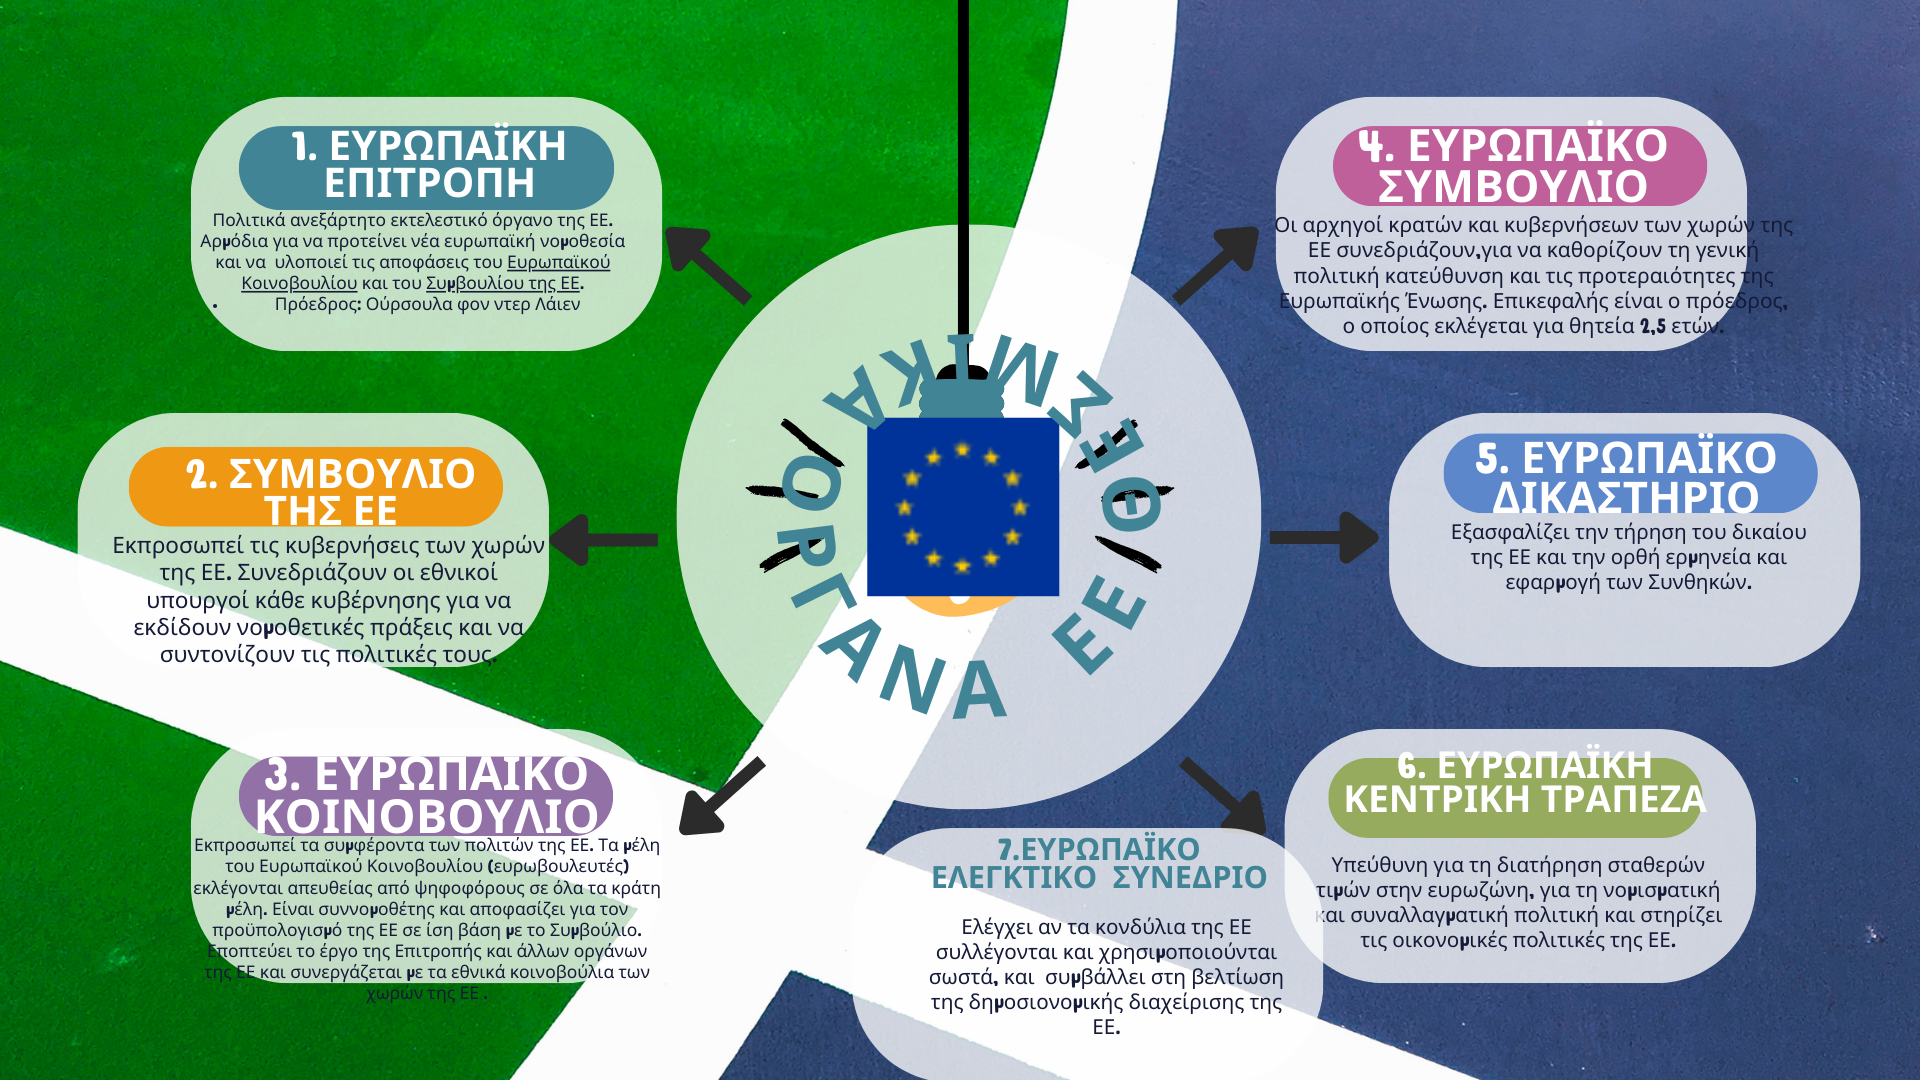 1. ΕΥΡΩΠΑΪΚΗ
ΕΠΙΤΡΟΠΗ
Πολιτικά ανεξάρτητο εκτελεστικό όργανο της ΕΕ.
Αρμόδια για να προτείνει νέα ευρωπαϊκή νομοθεσία
και να υλοποιεί τις αποφάσεις του Ευρωπαϊκού
Κοινοβουλίου και του Συμβουλίου της ΕΕ.
• Πρόεδρος: Ούρσουλα φον ντερ Λάιεν
2. ΣΥΜΒΟΥΛΙΟ
ΤΗΣ ΕΕ
Εκπροσωπεί τις κυβερνήσεις των χωρών
της ΕΕ. Συνεδριάζουν οι εθνικοί
υπουργοί κάθε κυβέρνησης για να
εκδίδουν νομοθετικές πράξεις και να
συντονίζουν τις πολιτικές τους.
3. ΕΥΡΩΠΑΪΚΟ
ΚΟΙΝΟΒΟΥΛΙΟ
Εκπροσωπεί τα συμφέροντα των πολιτών της ΕΕ. Τα μέλη
του Ευρωπαϊκού Κοινοβουλίου (ευρωβουλευτές)
εκλέγονται απευθείας από ψηφοφόρους σε όλα τα κράτη
μέλη. Είναι συννομοθέτης και αποφασίζει για τον
προϋπολογισμό της ΕΕ σε ίση βάση με το Συμβούλιο.
Εποπτεύει το έργο της Επιτροπής και άλλων οργάνων
της ΕΕ και συνεργάζεται με τα εθνικά κοινοβούλια των
χωρών της ΕΕ .
ΘΕΣΜΙΚΑ
ΟΡΓΑΝΑ ΕΕ
4. ΕΥΡΩΠΑΪΚΟ
ΣΥΜΒΟΥΛΙΟ
Οι αρχηγοί κρατών και κυβερνήσεων των χωρών της
ΕΕ συνεδριάζουν,για να καθορίζουν τη γενική
πολιτική κατεύθυνση και τις προτεραιότητες της
Ευρωπαϊκής Ένωσης. Επικεφαλής είναι ο πρόεδρος,
ο οποίος εκλέγεται για θητεία 2,5 ετών.
5. ΕΥΡΩΠΑΪΚΟ
ΔΙΚΑΣΤΗΡΙΟ
Εξασφαλίζει την τήρηση του δικαίου
της ΕΕ και την ορθή ερμηνεία και
εφαρμογή των Συνθηκών.
6. ΕΥΡΩΠΑΪΚΗ
ΚΕΝΤΡΙΚΗ ΤΡΑΠΕΖΑ
Υπεύθυνη για τη διατήρηση σταθερών
τιμών στην ευρωζώνη, για τη νομισματική
και συναλλαγματική πολιτική και στηρίζει
τις οικονομικές πολιτικές της ΕΕ.
7.ΕΥΡΩΠΑΪΚΟ
ΕΛΕΓΚΤΙΚΟ ΣΥΝΕΔΡΙΟ
Ελέγχει αν τα κονδύλια της ΕΕ
συλλέγονται και χρησιμοποιούνται
σωστά, και συμβάλλει στη βελτίωση
της δημοσιονομικής διαχείρισης της
ΕΕ.